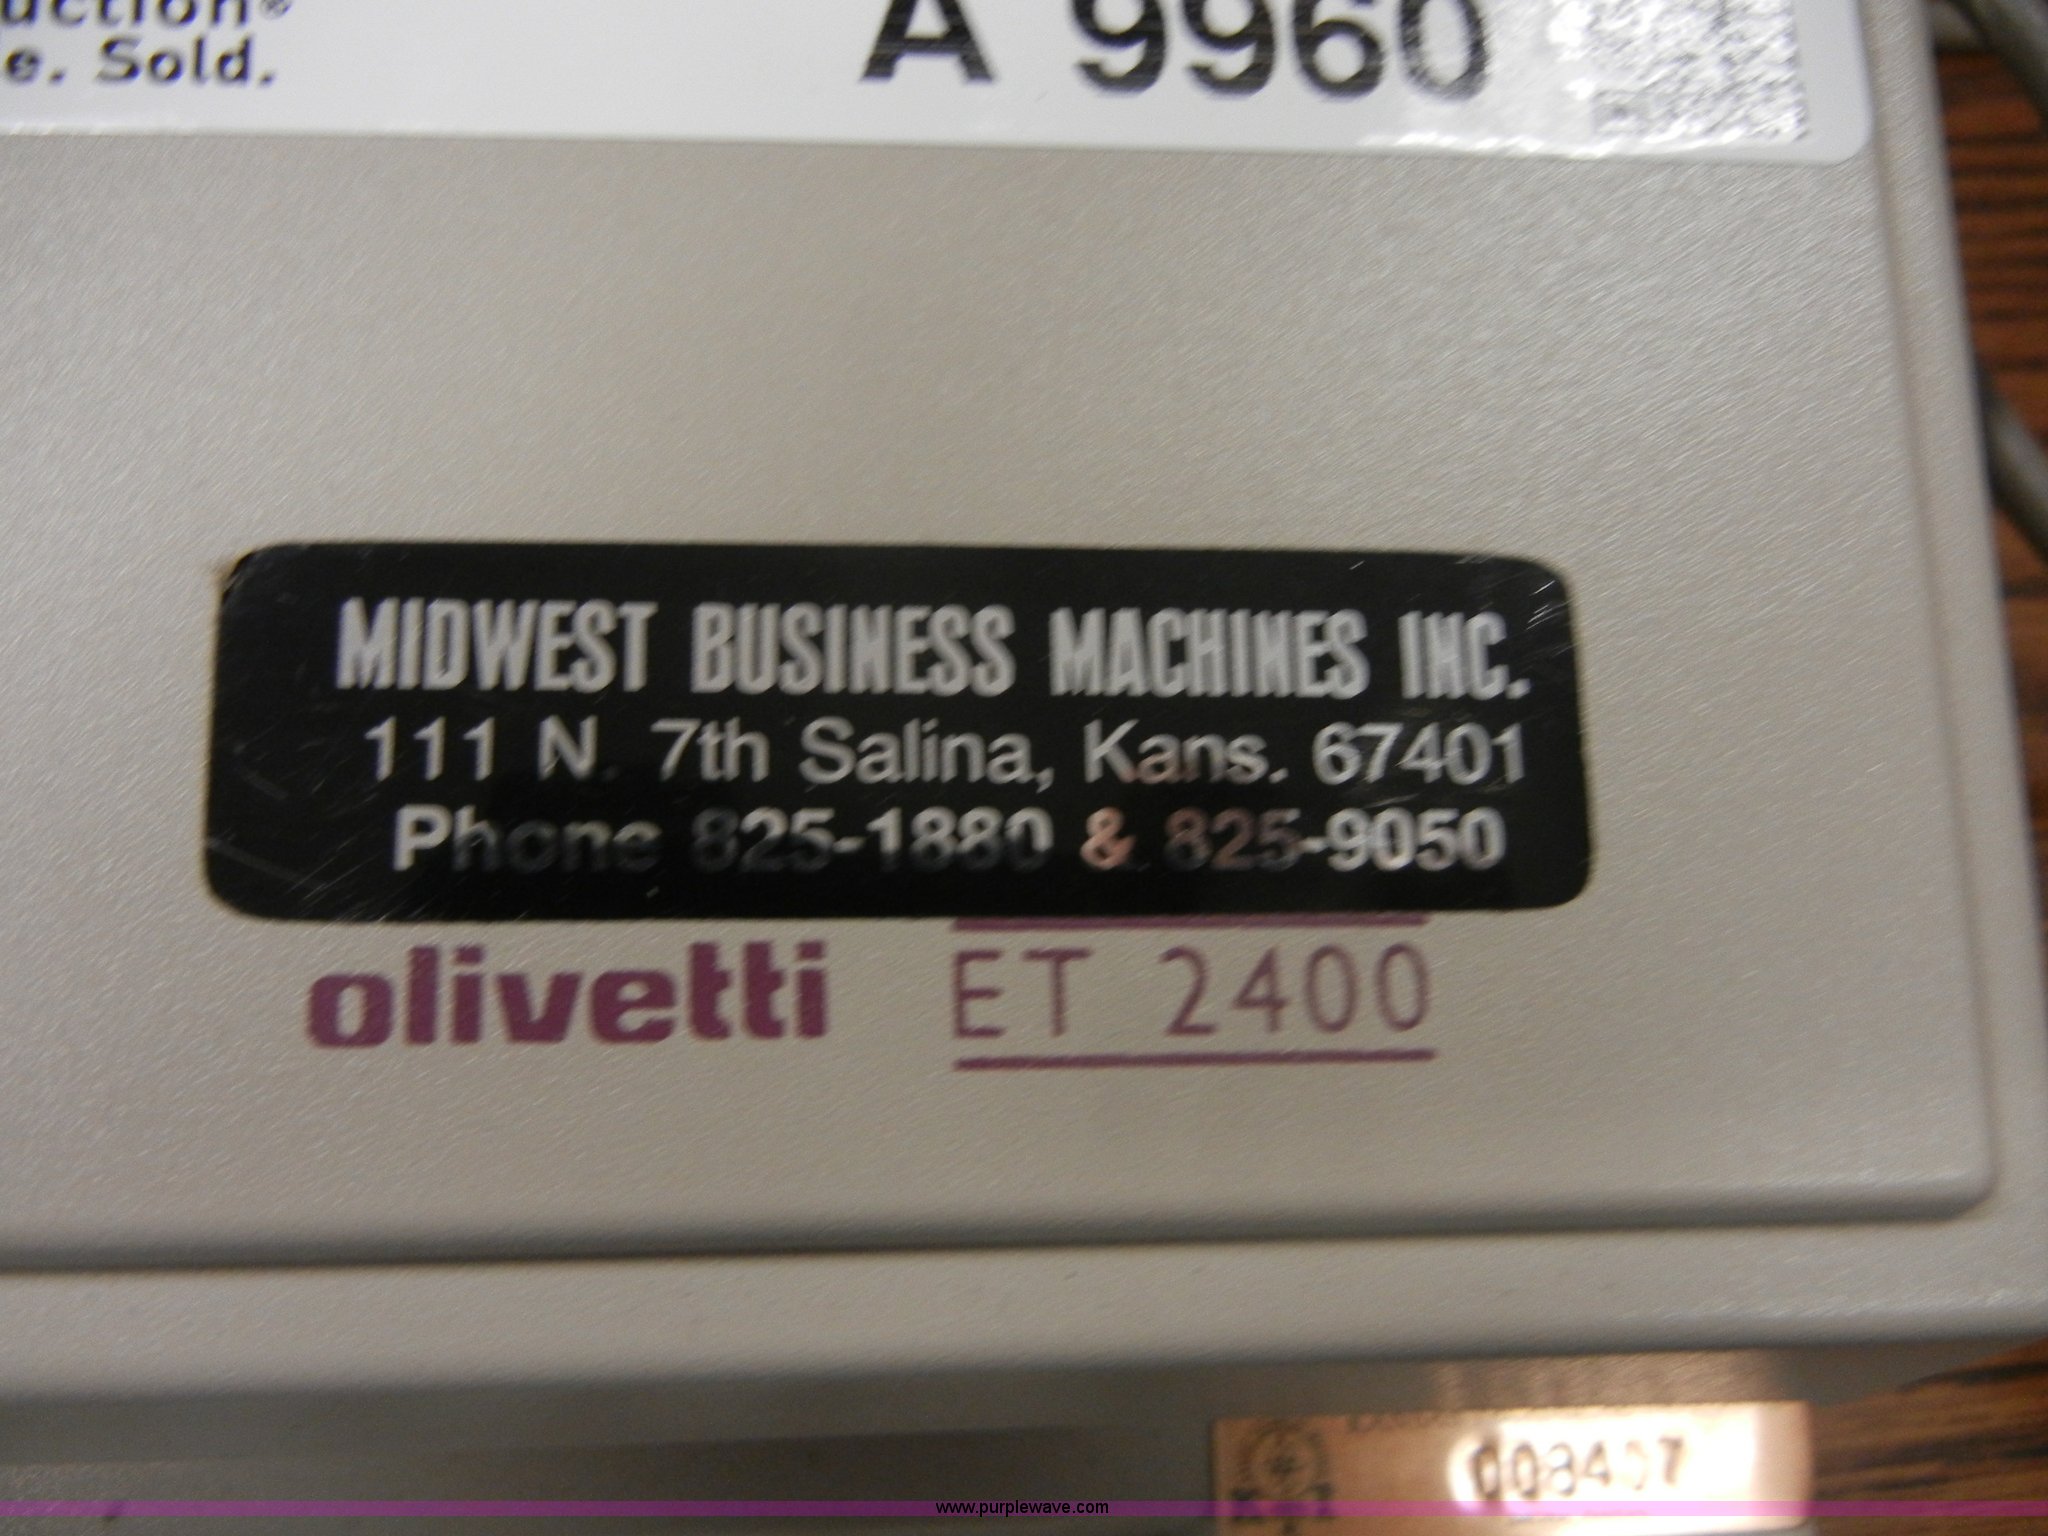 Sold.
A 9960
MIDWEST BUSINESS MACHINES INC.
111 N. 7th Salina, Kans. 67401
Phone 825-1880 & 825-9050
olivetti ET 2400
www.purplewave.com